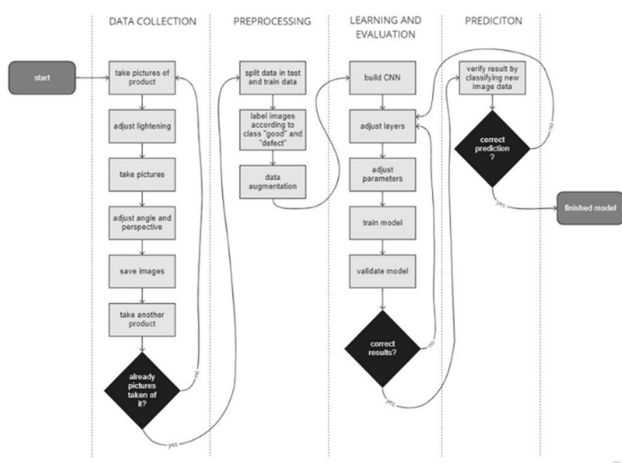 DATA COLLECTION
PREPROCESSING
LEARNING AND
EVALUATION
PREDICITON
start
take pictures of
product
adjust lightening
take pictures
adjust angle and
perspective
save images
take another
product
already
pictures
taken of
it?
no
yes
split data in test
and train data
label images
according to
class "good" and
"defect"
data
augmentation
build CNN
adjust layers
adjust
parameters
train model
validate model
correct
results?
no
yes
verify result by
classifying new
image data
correct
prediction
?
no
yes
finished model